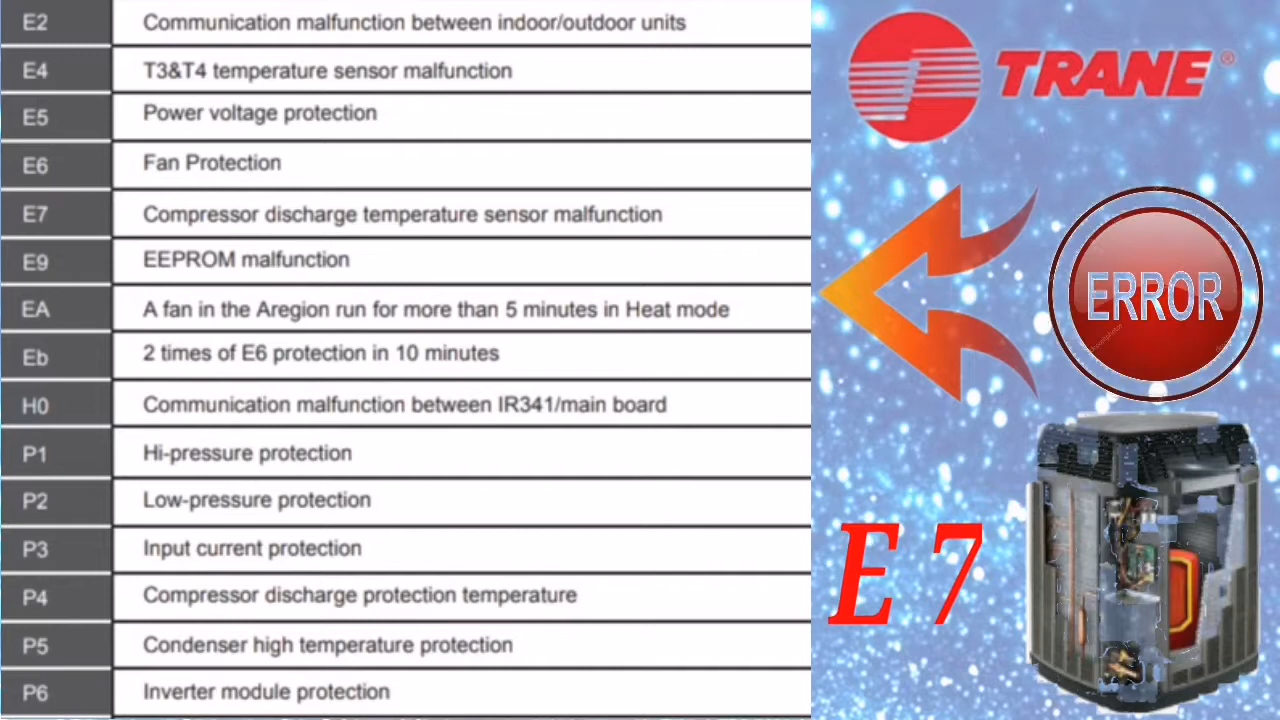 E2 Communication malfunction between indoor/outdoor units
E4 T3&T4 temperature sensor malfunction
E5 Power voltage protection
E6 Fan Protection
E7 Compressor discharge temperature sensor malfunction
E9 EEPROM malfunction
EA A fan in the Aregion run for more than 5 minutes in Heat mode
Eb 2 times of E6 protection in 10 minutes
H0 Communication malfunction between IR341/main board
P1 Hi-pressure protection
P2 Low-pressure protection
P3 Input current protection
P4 Compressor discharge protection temperature
P5 Condenser high temperature protection
P6 Inverter module protection
TRANE ®
ERROR
E 7